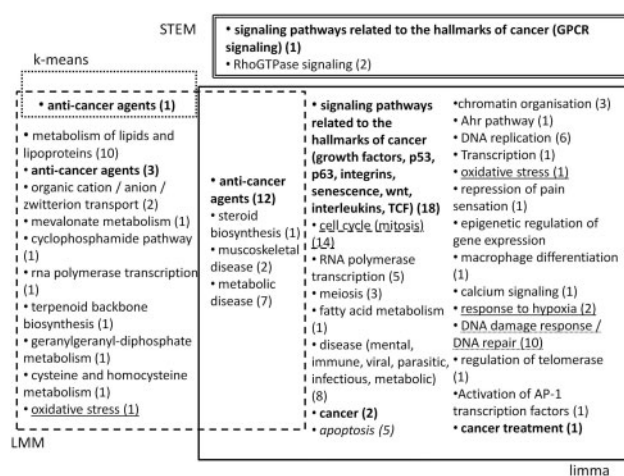 STEM
• signaling pathways related to the hallmarks of cancer (GPCR
signaling) (1)
• RhoGTPase signaling (2)
k-means
• anti-cancer agents (1)
• metabolism of lipids and
lipoproteins (10)
• anti-cancer agents (3)
• organic cation / anion /
zwitterion transport (2)
• mevalonate metabolism (1)
• cyclophosphamide pathway
(1)
• rna polymerase transcription
(1)
• terpenoid backbone
biosynthesis (1)
• geranylgeranyl-diphosphate
metabolism (1)
• cysteine and homocysteine
metabolism (1)
• oxidative stress (1)
LMM
• anti-cancer
agents (12)
• steroid
biosynthesis (1)
• muscoskeletal
disease (2)
• metabolic
disease (7)
• signaling pathways
related to the
hallmarks of cancer
(growth factors, p53,
p63, integrins,
senescence, wnt,
interleukins, TCF) (18)
• cell cycle (mitosis)
(14)
• RNA polymerase
transcription (5)
• meiosis (3)
• fatty acid metabolism
(1)
• disease (mental,
immune, viral, parasitic,
infectious, metabolic)
(8)
• cancer (2)
• apoptosis (5)
• chromatin organisation (3)
• Ahr pathway (1)
• DNA replication (6)
• Transcription (1)
• oxidative stress (1)
• repression of pain
sensation (1)
• epigenetic regulation of
gene expression
• macrophage differentiation
(1)
• calcium signaling (1)
• response to hypoxia (2)
• DNA damage response /
DNA repair (10)
• regulation of telomerase
(1)
•Activation of AP-1
transcription factors (1)
• cancer treatment (1)
limma